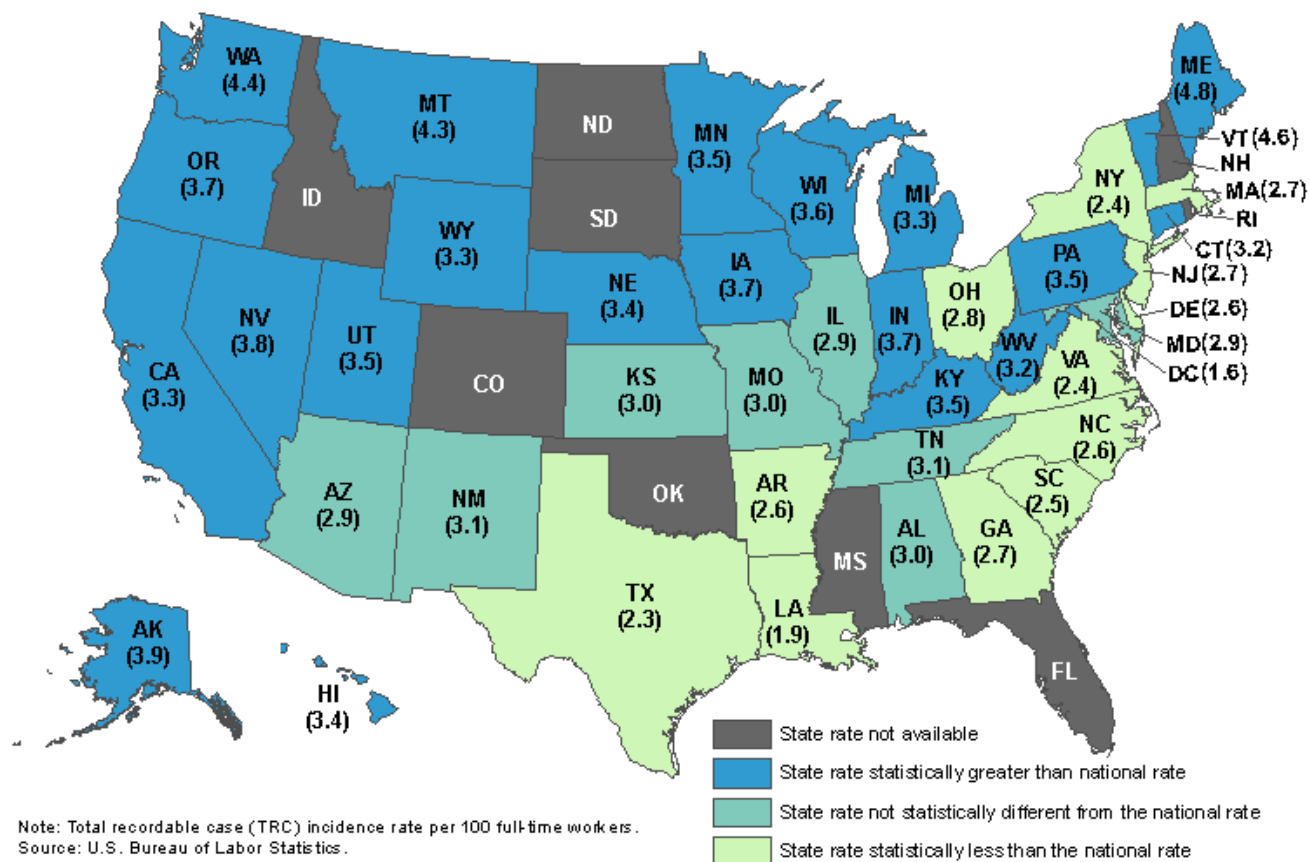 WA
(4.4)
MT
(4.3)
ND
MN
(3.5)
ME
(4.8)
VT(4.6)
NH
MA(2.7)
RI
CT(3.2)
NJ(2.7)
DE(2.6)
MD(2.9)
DC(1.6)
OR
(3.7)
ID
WY
(3.3)
SD
WI
(3.6)
MI
(3.3)
NY
(2.4)
PA
(3.5)
NE
(3.4)
IA
(3.7)
IL
(2.9)
IN
(3.7)
OH
(2.8)
WV
(3.2)
VA
(2.4)
CA
(3.3)
NV
(3.8)
UT
(3.5)
CO
KS
(3.0)
MO
(3.0)
KY
(3.5)
NC
(2.6)
TN
(3.1)
SC
(2.5)
AZ
(2.9)
NM
(3.1)
OK
AR
(2.6)
MS
AL
(3.0)
GA
(2.7)
TX
(2.3)
LA
(1.9)
FL
AK
(3.9)
HI
(3.4)
State rate not available
State rate statistically greater than national rate
State rate not statistically different from the national rate
State rate statistically less than the national rate
Note: Total recordable case (TRC) incidence rate per 100 full-time workers.
Source: U.S. Bureau of Labor Statistics.